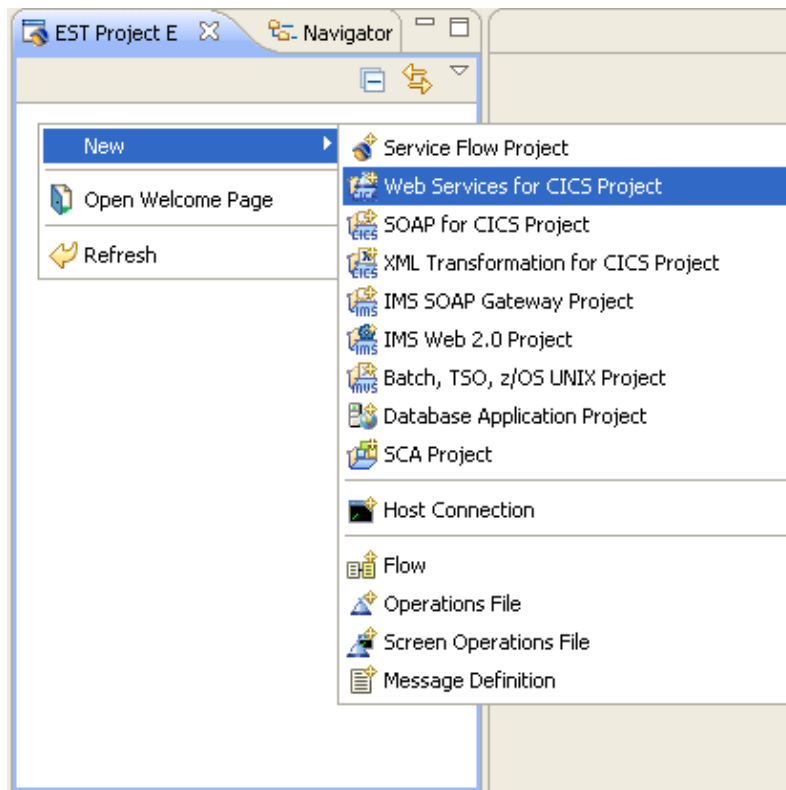 EST Project E
Navigator
New
Open Welcome Page
Refresh
Service Flow Project
Web Services for CICS Project
SOAP for CICS Project
XML Transformation for CICS Project
IMS SOAP Gateway Project
IMS Web 2.0 Project
Batch, TSO, z/OS UNIX Project
Database Application Project
SCA Project
Host Connection
Flow
Operations File
Screen Operations File
Message Definition